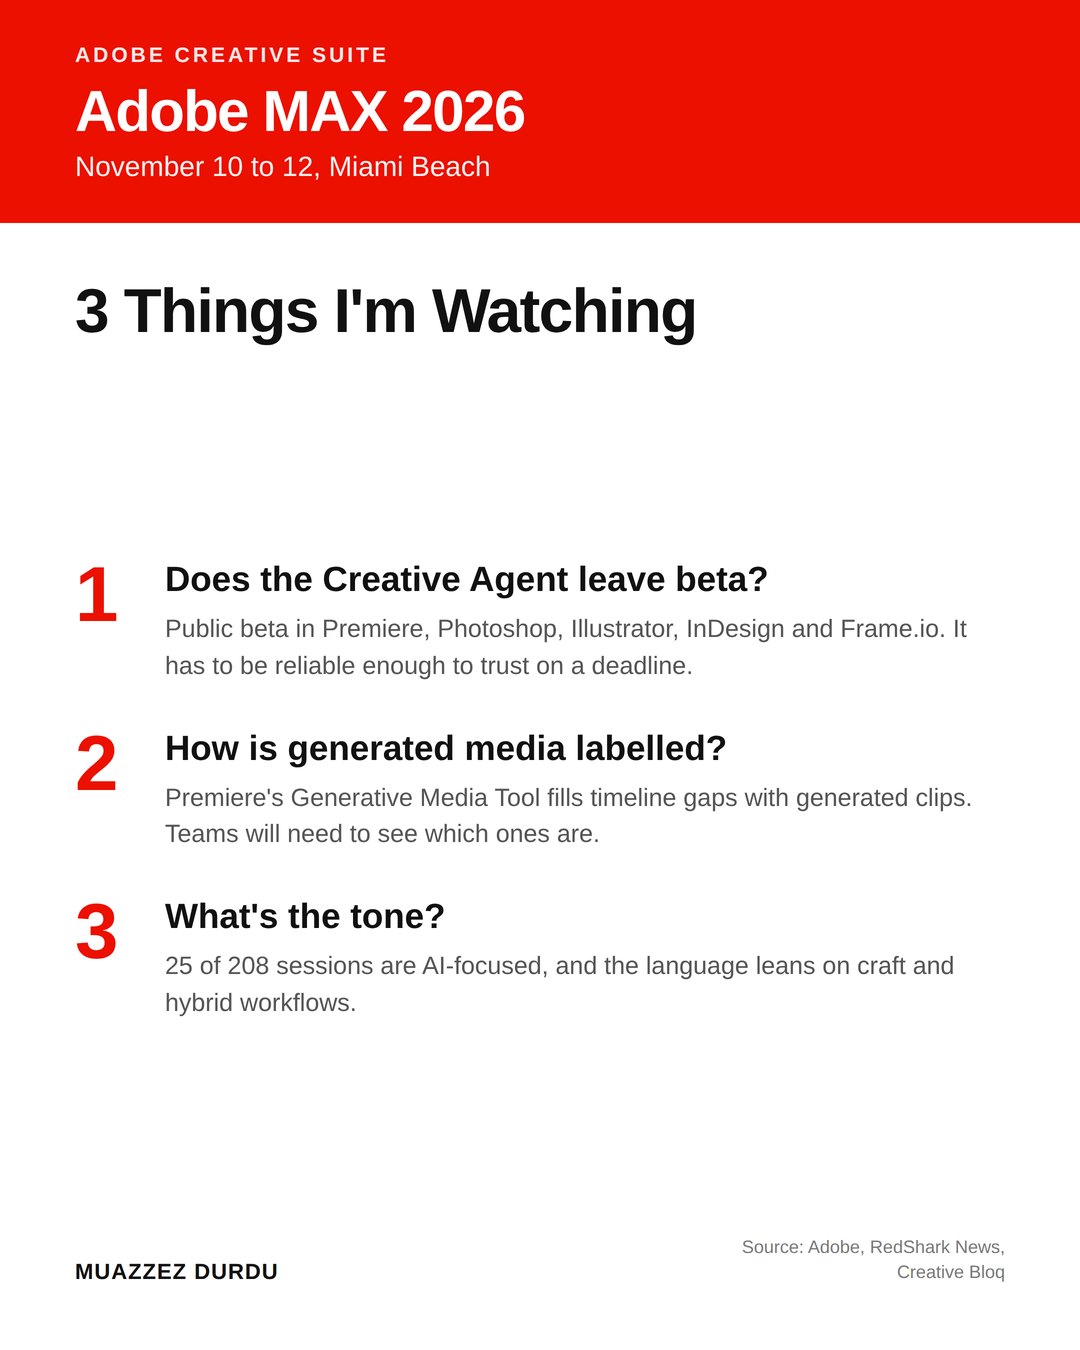 ADOBE CREATIVE SUITE
Adobe MAX 2026
November 10 to 12, Miami Beach
3 Things I'm Watching
1
Does the Creative Agent leave beta?
Public beta in Premiere, Photoshop, Illustrator, InDesign and Frame.io. It
has to be reliable enough to trust on a deadline.
2
How is generated media labelled?
Premiere's Generative Media Tool fills timeline gaps with generated clips.
Teams will need to see which ones are.
3
What's the tone?
25 of 208 sessions are AI-focused, and the language leans on craft and
hybrid workflows.
MUAZZEZ DURDU
Source: Adobe, RedShark News,
Creative Bloq